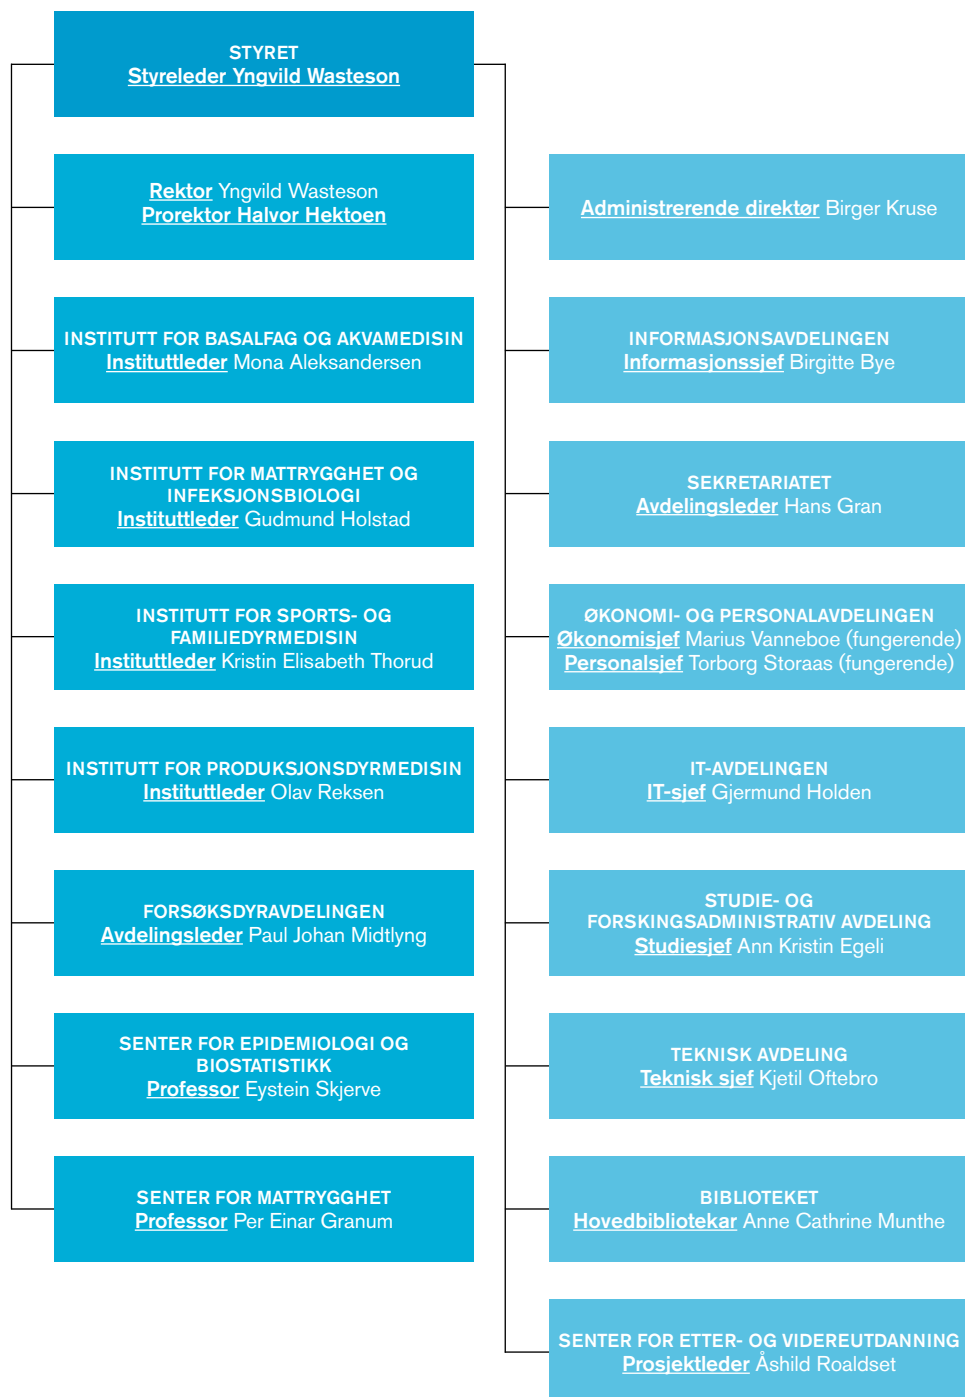 STYRET
Styreleder Yngvild Wasteson
Rektor Yngvild Wasteson
Prorektor Halvor Hektoen
INSTITUTT FOR BASALFAG OG AKVAMEDISIN
Instituttleder Mona Aleksandersen
INSTITUTT FOR MATTRYGGHET OG
INFEKSJONSBIOLOGI
Instituttleder Gudmund Holstad
INSTITUTT FOR SPORTS- OG
FAMILIEDYRMEDISIN
Instituttleder Kristin Elisabeth Thorud
INSTITUTT FOR PRODUKSJONSDYRMEDISIN
Instituttleder Olav Reksen
FORSØKSDYRAVDELINGEN
Avdelingsleder Paul Johan Midtlyng
SENTER FOR EPIDEMIOLOGI OG
BIOSTATISTIKK
Professor Eystein Skjerve
SENTER FOR MATTRYGGHET
Professor Per Einar Granum
Administrerende direktør Birger Kruse
INFORMASJONSAVDELINGEN
Informasjonssjef Birgitte Bye
SEKRETARIATET
Avdelingsleder Hans Gran
ØKONOMI- OG PERSONALAVDELINGEN
Økonomisjef Marius Vanneboe (fungerende)
Personalsjef Torborg Storaas (fungerende)
IT-AVDELINGEN
IT-sjef Gjermund Holden
STUDIE- OG
FORSKINGSADMINISTRATIV AVDELING
Studiesjef Ann Kristin Egeli
TEKNISK AVDELING
Teknisk sjef Kjetil Oftebro
BIBLIOTEKET
Hovedbibliotekar Anne Cathrine Munthe
SENTER FOR ETTER- OG VIDEREUTDANNING
Prosjektleder Åshild Roaldset